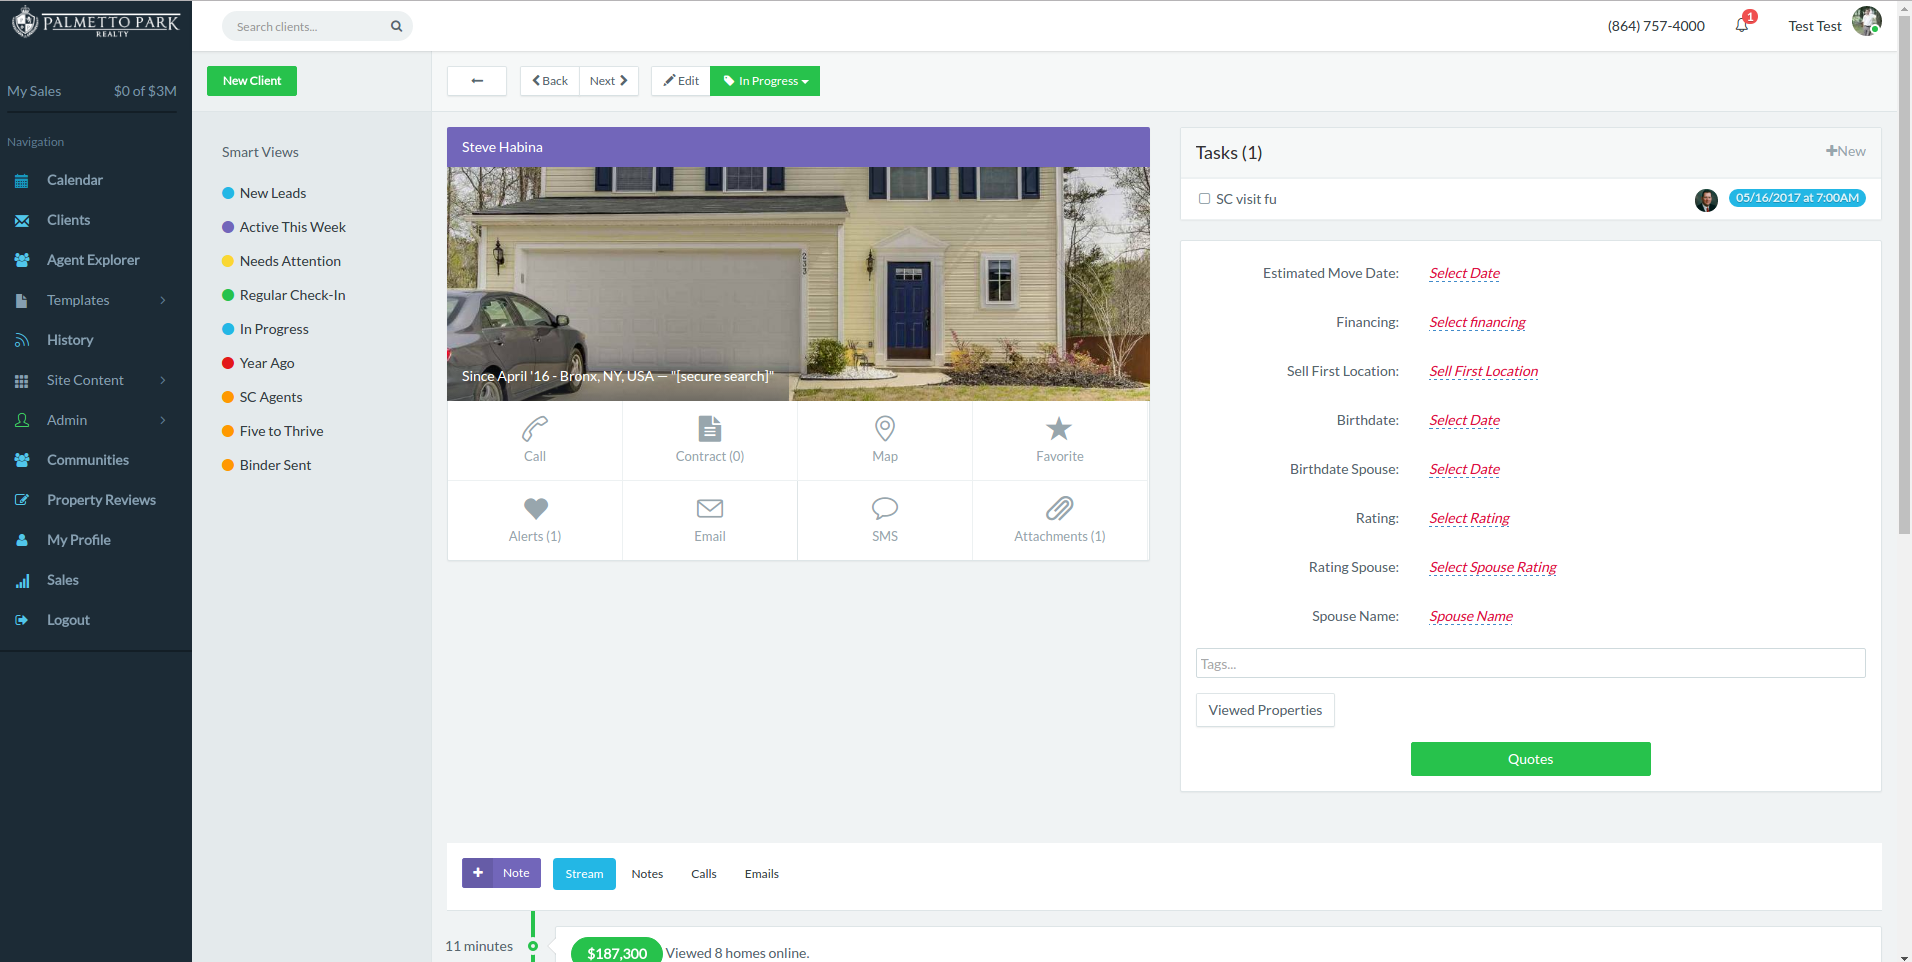 PALMETTO PARK
REALTY
Search clients...
(864) 757-4000
1
Test Test
My Sales $0 of $3M
Navigation
Calendar
Clients
Agent Explorer
Templates
History
Site Content
Admin
Communities
Property Reviews
My Profile
Sales
Logout
New Client
Smart Views
New Leads
Active This Week
Needs Attention
Regular Check-In
In Progress
Year Ago
SC Agents
Five to Thrive
Binder Sent
Back Next Edit In Progress
Steve Habina
233
Since April '16 - Bronx, NY, USA — "[secure search]"
Call Contract (0) Map Favorite
Alerts (1) Email SMS Attachments (1)
Tasks (1) New
SC visit fu 05/16/2017 at 7:00AM
Estimated Move Date: Select Date
Financing: Select financing
Sell First Location: Sell First Location
Birthdate: Select Date
Birthdate Spouse: Select Date
Rating: Select Rating
Rating Spouse: Select Spouse Rating
Spouse Name: Spouse Name
Tags...
Viewed Properties
Quotes
+ Note Stream Notes Calls Emails
11 minutes $187,300 Viewed 8 homes online.